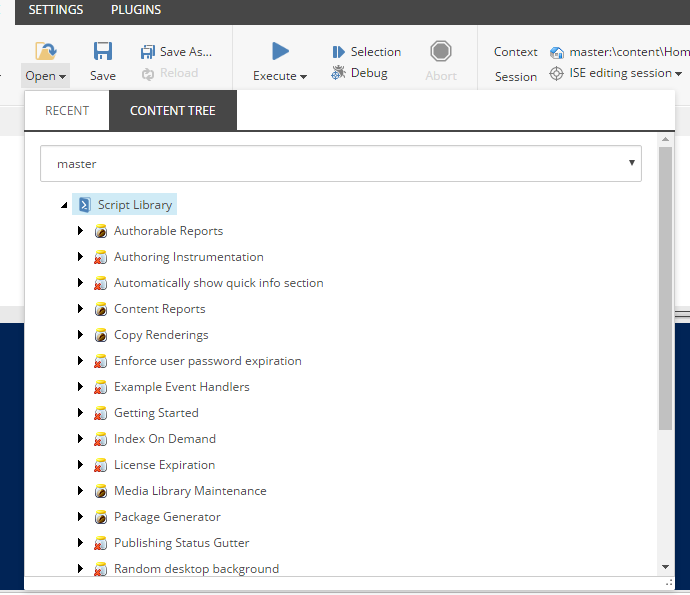 SETTINGS PLUGINS
Open Save Save As... Reload Execute Selection Debug Abort Context master:\content\Hom
Session ISE editing session
RECENT CONTENT TREE
master
Script Library
Authorable Reports
Authoring Instrumentation
Automatically show quick info section
Content Reports
Copy Renderings
Enforce user password expiration
Example Event Handlers
Getting Started
Index On Demand
License Expiration
Media Library Maintenance
Package Generator
Publishing Status Gutter
Random desktop background